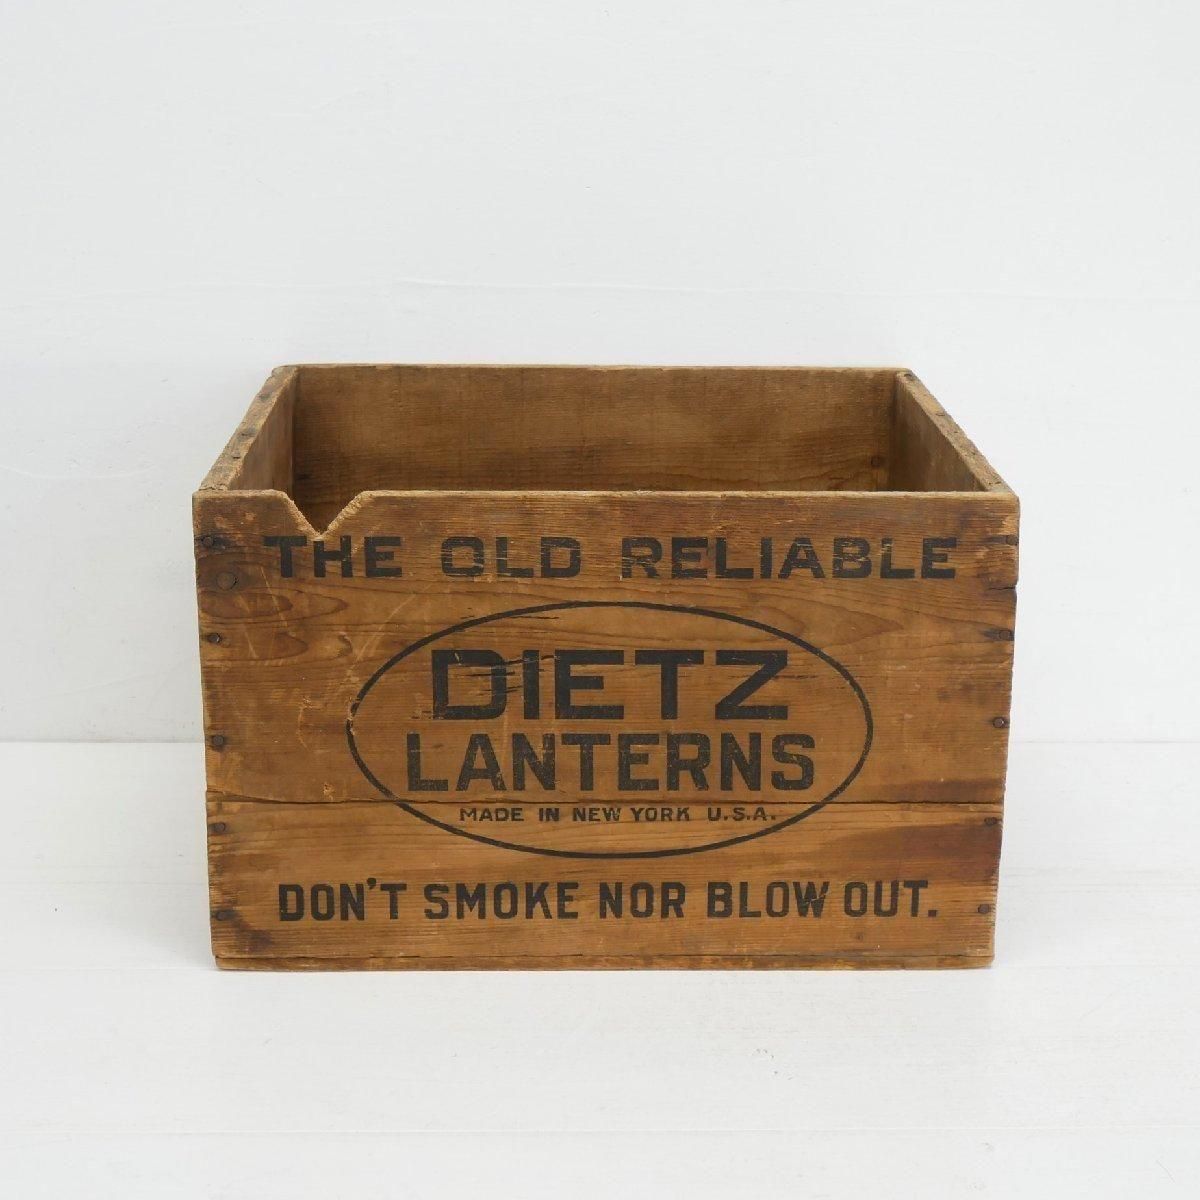 THE OLD RELIABLE
DIETZ
LANTERNS
MADE IN NEW YORK U.S.A.
DON'T SMOKE NOR BLOW OUT.